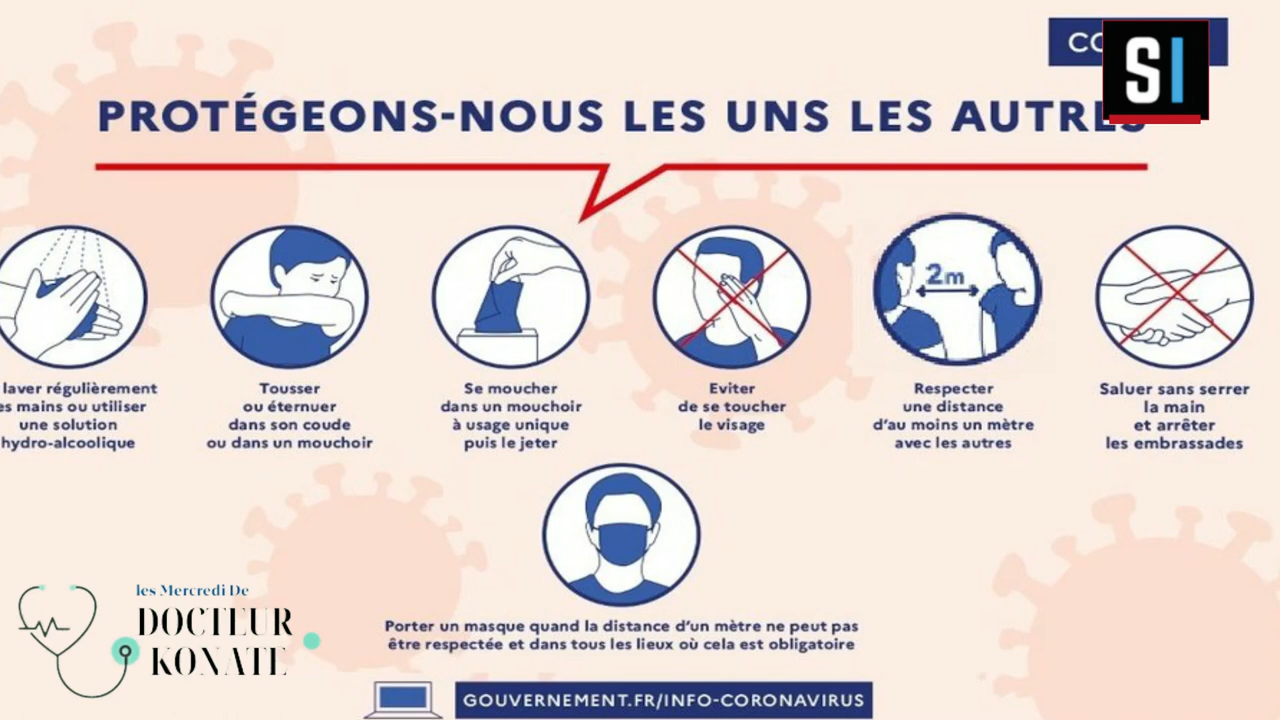 SI
PROTÉGEONS-NOUS LES UNS LES AUTRES
2m
laver régulièrement
mains ou utiliser
une solution
hydro-alcoolique
Tousser
ou éternuer
dans son coude
ou dans un mouchoir
Se moucher
dans un mouchoir
à usage unique
puis le jeter
Eviter
de se toucher
le visage
Respecter
une distance
d'au moins un mètre
avec les autres
Saluer sans serrer
la main
et arrêter
les embrassades
Porter un masque quand la distance d'un mètre ne peut pas
être respectée et dans tous les lieux où cela est obligatoire
les Mercredi De
DOCTEUR
KONATE
GOUVERNEMENT.FR/INFO-CORONAVIRUS